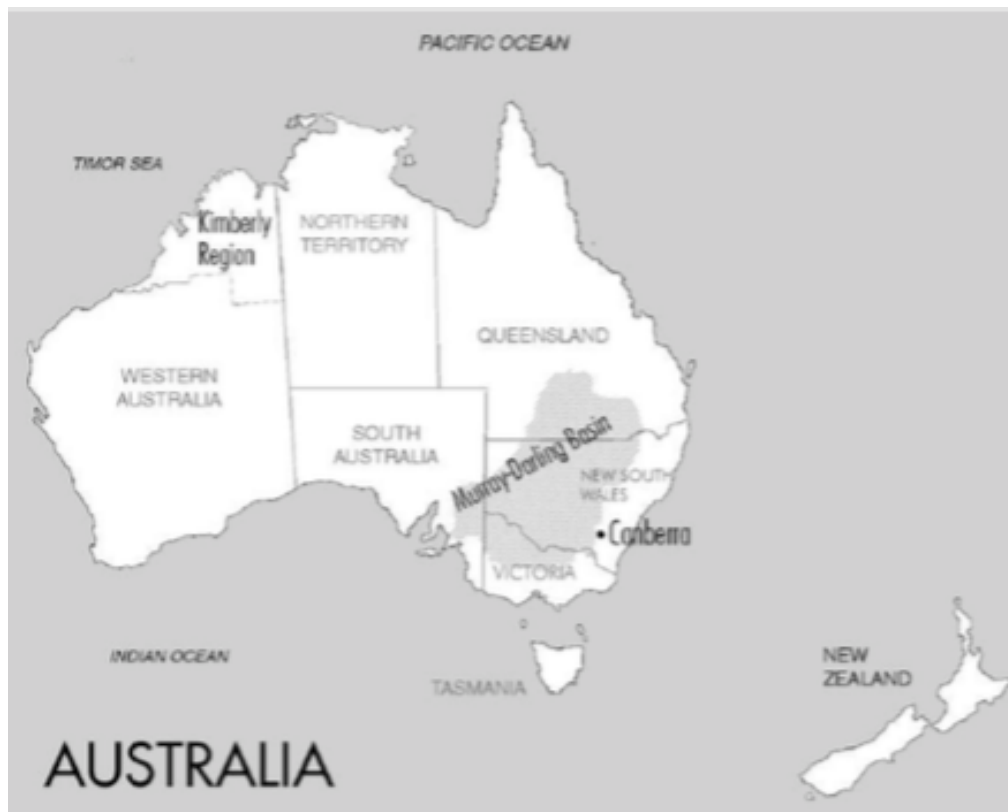 PACIFIC OCEAN
TIMOR SEA
Kimberly
Region
NORTHERN
TERRITORY
QUEENSLAND
WESTERN
AUSTRALIA
SOUTH
AUSTRALIA
Murray-Darling Basin
NEW SOUTH
WALES
Canberra
VICTORIA
INDIAN OCEAN
TASMANIA
NEW
ZEALAND
AUSTRALIA